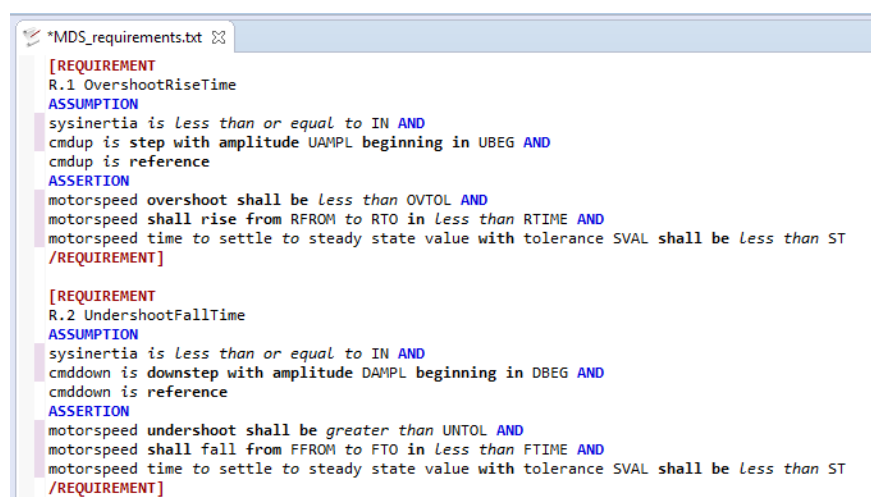 *MDS_requirements.txt
[REQUIREMENT
R.1 OvershootRiseTime
ASSUMPTION
sysinertia is less than or equal to IN AND
cmdup is step with amplitude UAMPL beginning in UBEG AND
cmdup is reference
ASSERTION
motorspeed overshoot shall be less than OVTOL AND
motorspeed shall rise from RFROM to RTO in less than RTIME AND
motorspeed time to settle to steady state value with tolerance SVAL shall be less than ST
/REQUIREMENT]
[REQUIREMENT
R.2 UndershootFallTime
ASSUMPTION
sysinertia is less than or equal to IN AND
cmddown is downstep with amplitude DAMPL beginning in DBEG AND
cmddown is reference
ASSERTION
motorspeed undershoot shall be greater than UNTOL AND
motorspeed shall fall from FFROM to FTO in less than FTIME AND
motorspeed time to settle to steady state value with tolerance SVAL shall be less than ST
/REQUIREMENT]